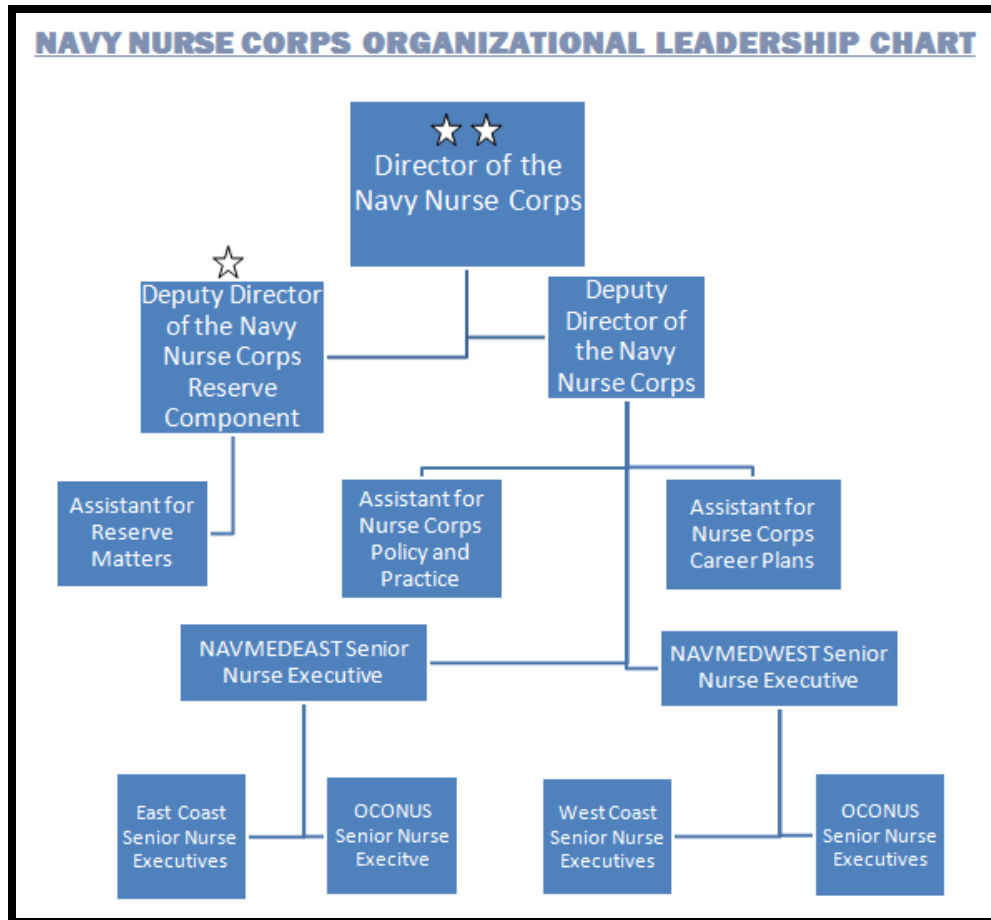 NAVY NURSE CORPS ORGANIZATIONAL LEADERSHIP CHART
Director of the
Navy Nurse Corps
Deputy Director
of the Navy
Nurse Corps
Reserve
Component
Deputy
Director of
the Navy
Nurse Corps
Assistant for
Reserve
Matters
Assistant for
Nurse Corps
Policy and
Practice
Assistant for
Nurse Corps
Career Plans
NAVMEDEAST Senior
Nurse Executive
NAVMEDWEST Senior
Nurse Executive
East Coast
Senior Nurse
Executives
OCONUS
Senior Nurse
Execitve
West Coast
Senior Nurse
Executives
OCONUS
Senior Nurse
Executives